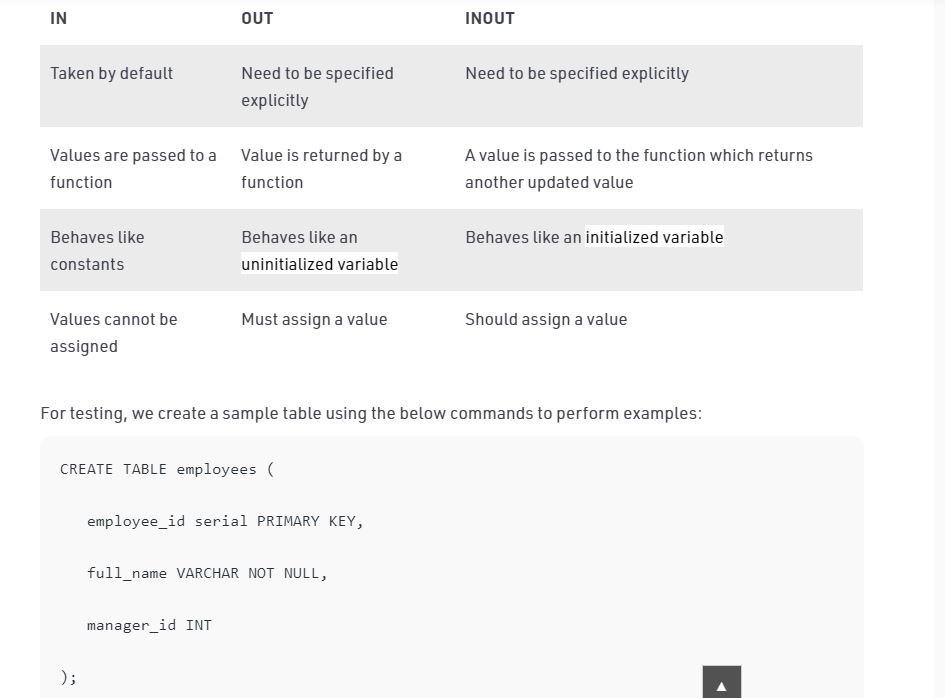 IN OUT INOUT
Taken by default Need to be specified Need to be specified explicitly
explicitly
Values are passed to a Value is returned by a A value is passed to the function which returns
function function another updated value
Behaves like Behaves like an Behaves like an initialized variable
constants uninitialized variable
Values cannot be Must assign a value Should assign a value
assigned
For testing, we create a sample table using the below commands to perform examples:
CREATE TABLE employees (
employee_id serial PRIMARY KEY,
full_name VARCHAR NOT NULL,
manager_id INT
);